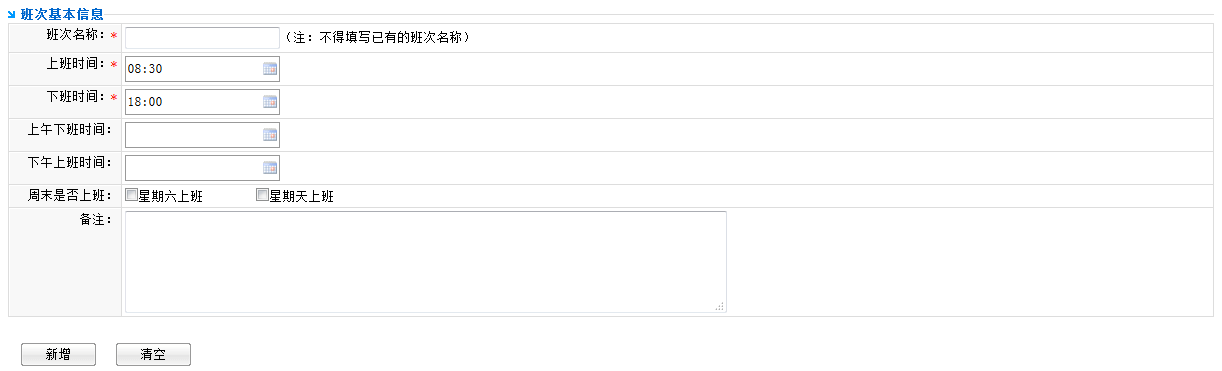 班次基本信息
班次名称：* （注：不得填写已有的班次名称）
上班时间：* 08:30
下班时间：* 18:00
上午下班时间：
下午上班时间：
周末是否上班： 星期六上班 星期天上班
备注：
新增 清空